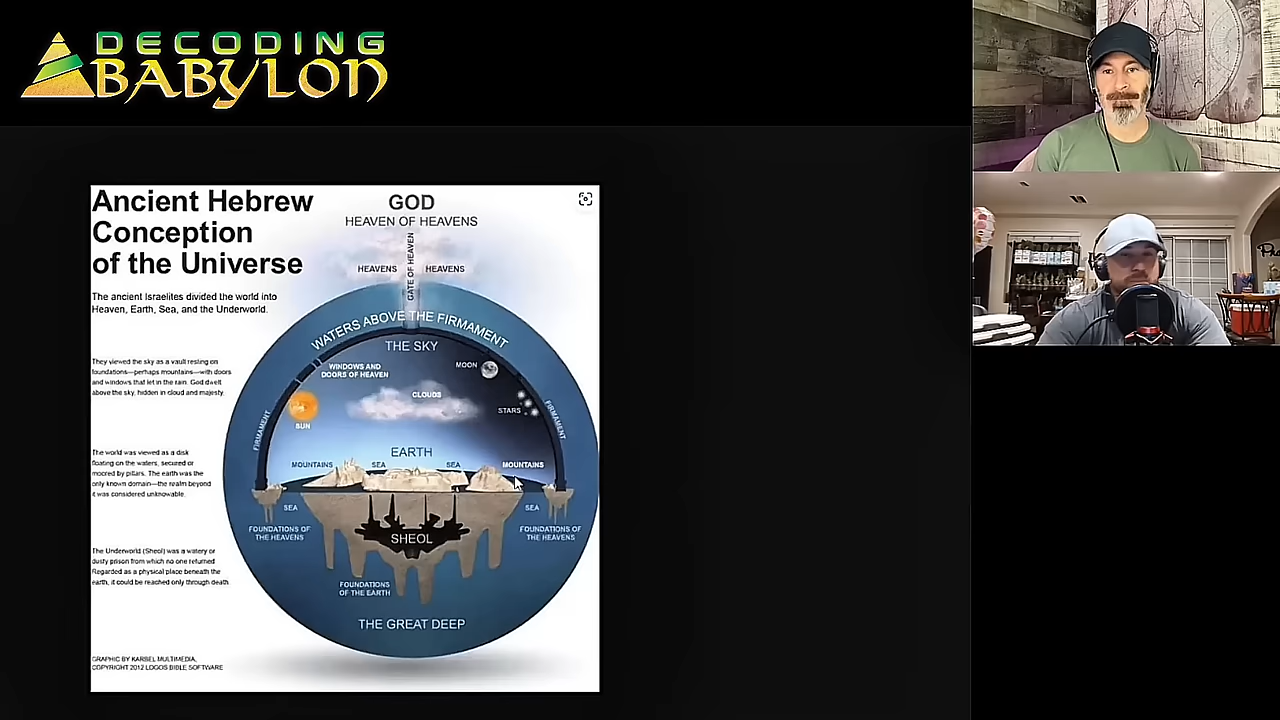 DECODING
BABYLON
Ancient Hebrew
Conception
of the Universe
The ancient Israelites divided the world into
Heaven, Earth, Sea, and the Underworld.
They viewed the sky as a vault resting on
foundations—perhaps mountains—with doors
and windows that let in the rain. God dwelt
above the sky, hidden in cloud and majesty.
The world was viewed as a disk
floating on the waters, secured or
moored by pillars. The earth was the
only known domain—the realm beyond
it was considered unknowable.
The Underworld (Sheol) was a watery or
dusty prison from which no one returned
Regarded as a physical place beneath the
earth, it could be reached only through death
GRAPHIC BY KARBEL MULTIMEDIA,
COPYRIGHT 2012 LOGOS BIBLE SOFTWARE
GOD
HEAVEN OF HEAVENS
GATE OF HEAVEN
HEAVENS
HEAVENS
WATERS ABOVE THE FIRMAMENT
THE SKY
WINDOWS AND
DOORS OF HEAVEN
MOON
CLOUDS
STARS
SUN
FIRMAMENT
FIRMAMENT
EARTH
MOUNTAINS
SEA
SEA
MOUNTAINS
SEA
SEA
FOUNDATIONS OF
THE HEAVENS
FOUNDATIONS OF
THE HEAVENS
SHEOL
FOUNDATIONS
OF THE EARTH
THE GREAT DEEP